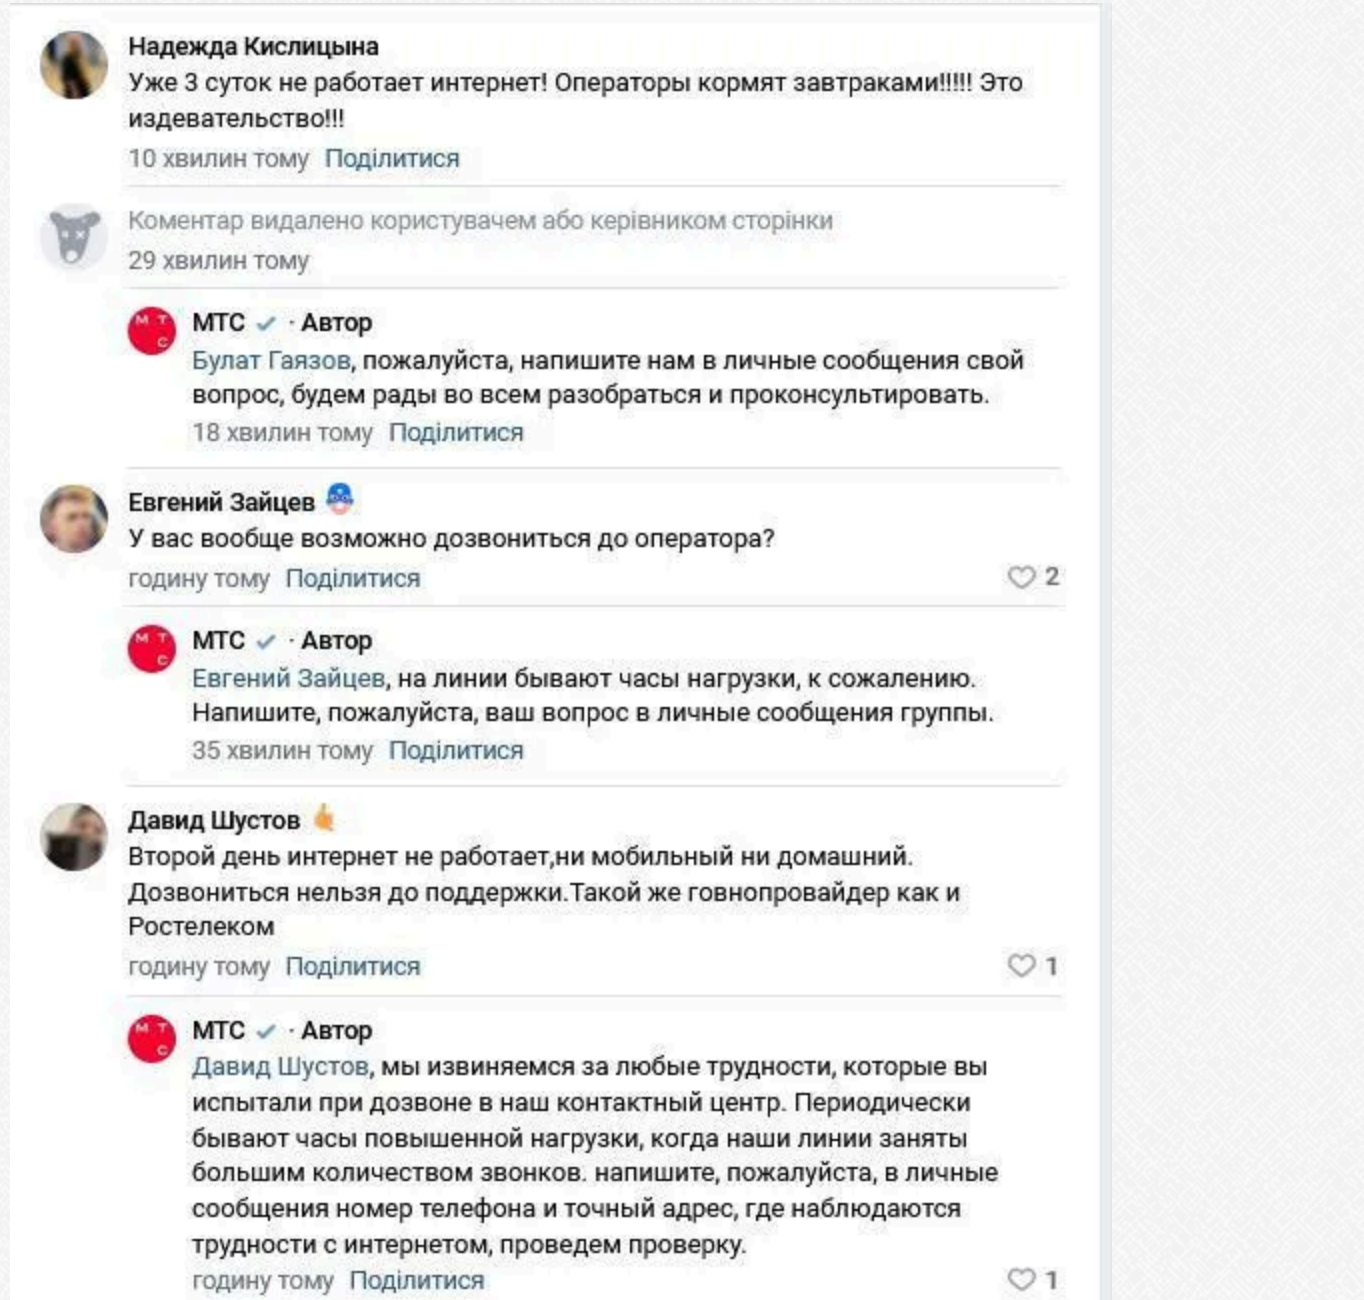 Надежда Кислицына
Уже 3 суток не работает интернет! Операторы кормят завтраками!!!!! Это
издевательство!!!
10 хвилин тому Поділитися
Коментар видалено користувачем або керівником сторінки
29 хвилин тому
М Т С
МТС · Автор
Булат Гаязов, пожалуйста, напишите нам в личные сообщения свой
вопрос, будем рады во всем разобраться и проконсультировать.
18 хвилин тому Поділитися
Евгений Зайцев
У вас вообще возможно дозвониться до оператора?
годину тому Поділитися 2
М Т С
МТС · Автор
Евгений Зайцев, на линии бывают часы нагрузки, к сожалению.
Напишите, пожалуйста, ваш вопрос в личные сообщения группы.
35 хвилин тому Поділитися
Давид Шустов
Второй день интернет не работает,ни мобильный ни домашний.
Дозвониться нельзя до поддержки.Такой же говнопровайдер как и
Ростелеком
годину тому Поділитися 1
М Т С
МТС · Автор
Давид Шустов, мы извиняемся за любые трудности, которые вы
испытали при дозвоне в наш контактный центр. Периодически
бывают часы повышенной нагрузки, когда наши линии заняты
большим количеством звонков. напишите, пожалуйста, в личные
сообщения номер телефона и точный адрес, где наблюдаются
трудности с интернетом, проведем проверку.
годину тому Поділитися 1